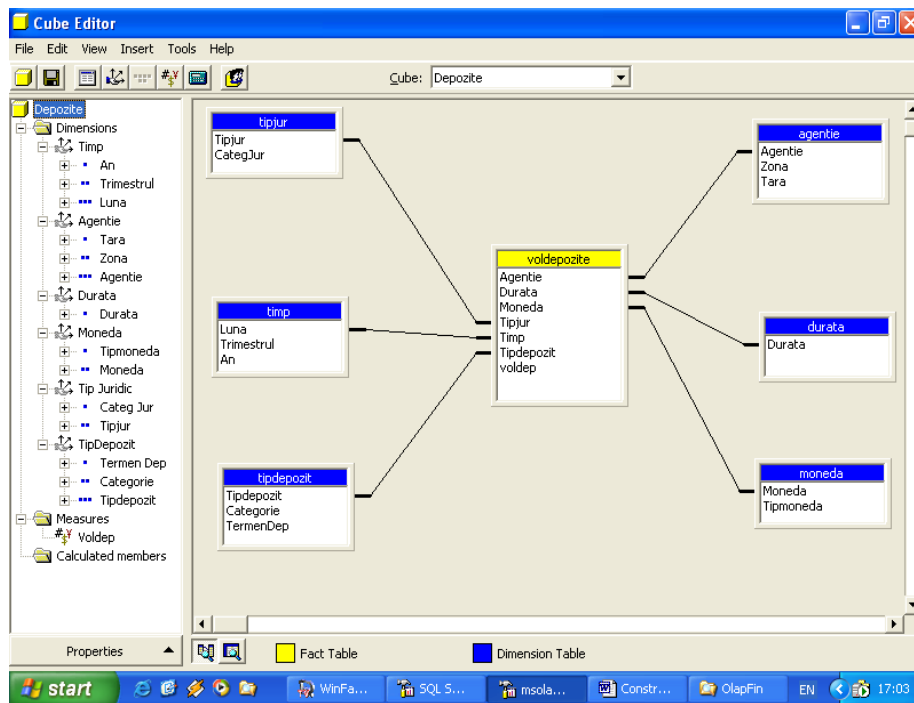 Cube Editor
File Edit View Insert Tools Help
Cube: Depozite
Depozite
Dimensions
Timp
An
Trimestrul
Luna
Agentie
Tara
Zona
Agentie
Durata
Durata
Moneda
Tipmoneda
Moneda
Tip Juridic
Categ Jur
Tipjur
TipDepozit
Termen Dep
Categorie
Tipdepozit
Measures
Voldep
Calculated members
tipjur
Tipjur
CategJur
timp
Luna
Trimestrul
An
tipdepozit
Tipdepozit
Categorie
TermenDep
voldepozite
Agentie
Durata
Moneda
Tipjur
Timp
Tipdepozit
voldep
agentie
Agentie
Zona
Tara
durata
Durata
moneda
Moneda
Tipmoneda
Properties
Fact Table
Dimension Table
start
WinFa...
SQL S...
msola...
Constr...
OlapFin
EN
17:03